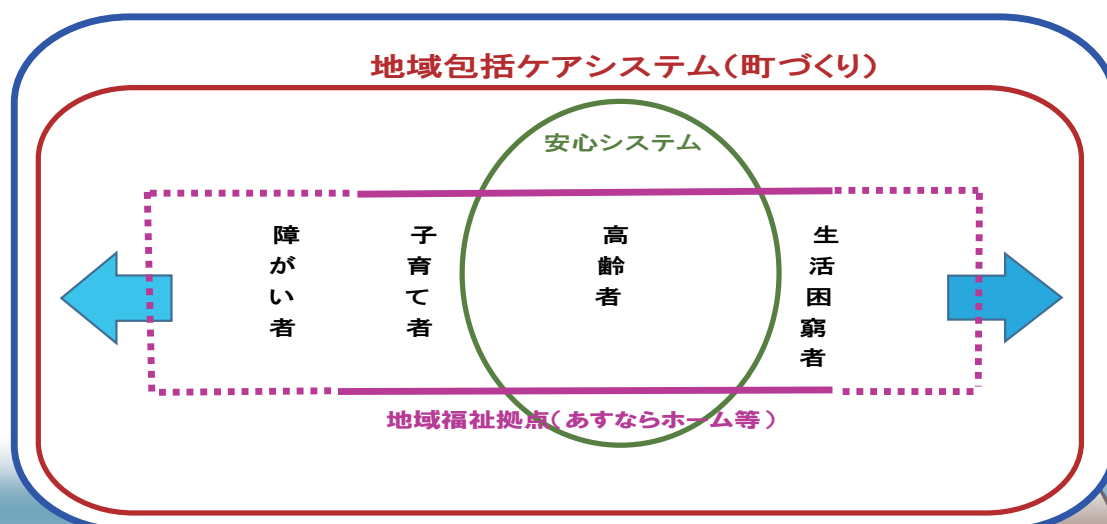 地域包括ケアシステム(町づくり)
安心システム
障がい者
子育て者
高齢者
生活困窮者
地域福祉拠点(あすならホーム等)